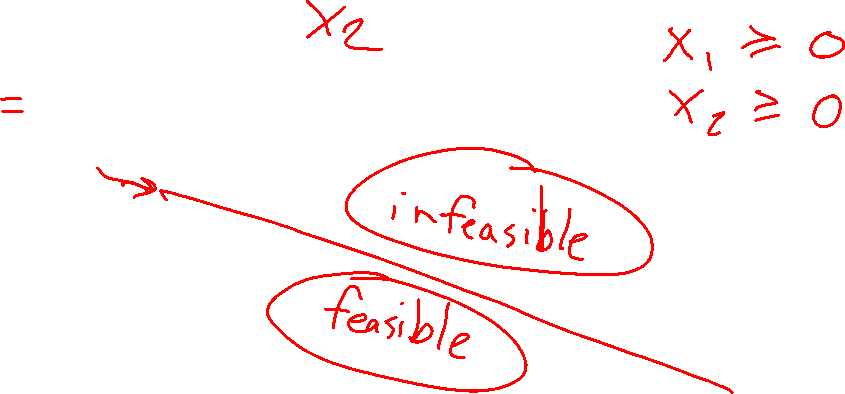 x₂
x₁ ≥ 0
=
x₂ ≥ 0
infeasible
feasible